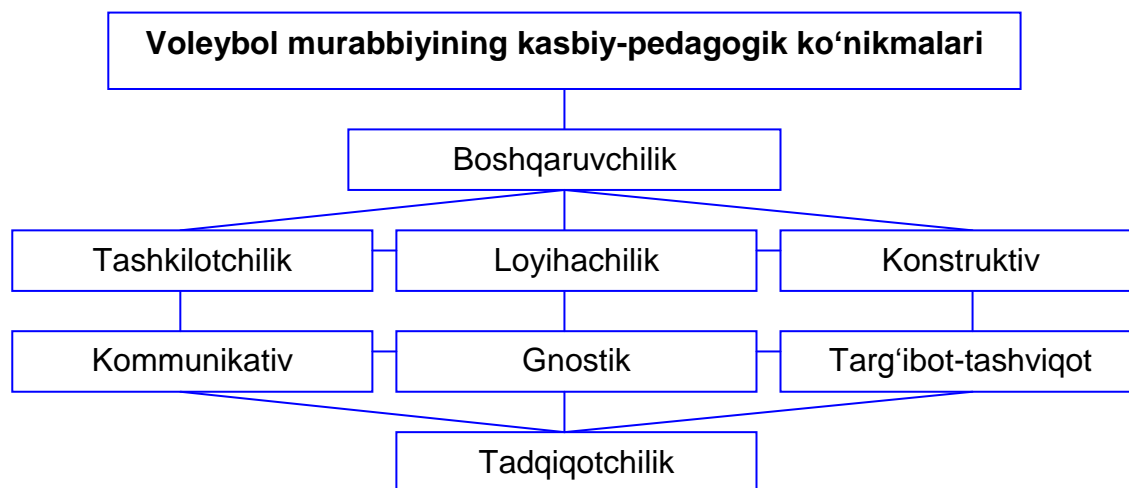 Voleybol murabbiyining kasbiy-pedagogik ko‘nikmalari
Boshqaruvchilik
Tashkilotchilik
Loyihachilik
Konstruktiv
Kommunikativ
Gnostik
Targ‘ibot-tashviqot
Tadqiqotchilik